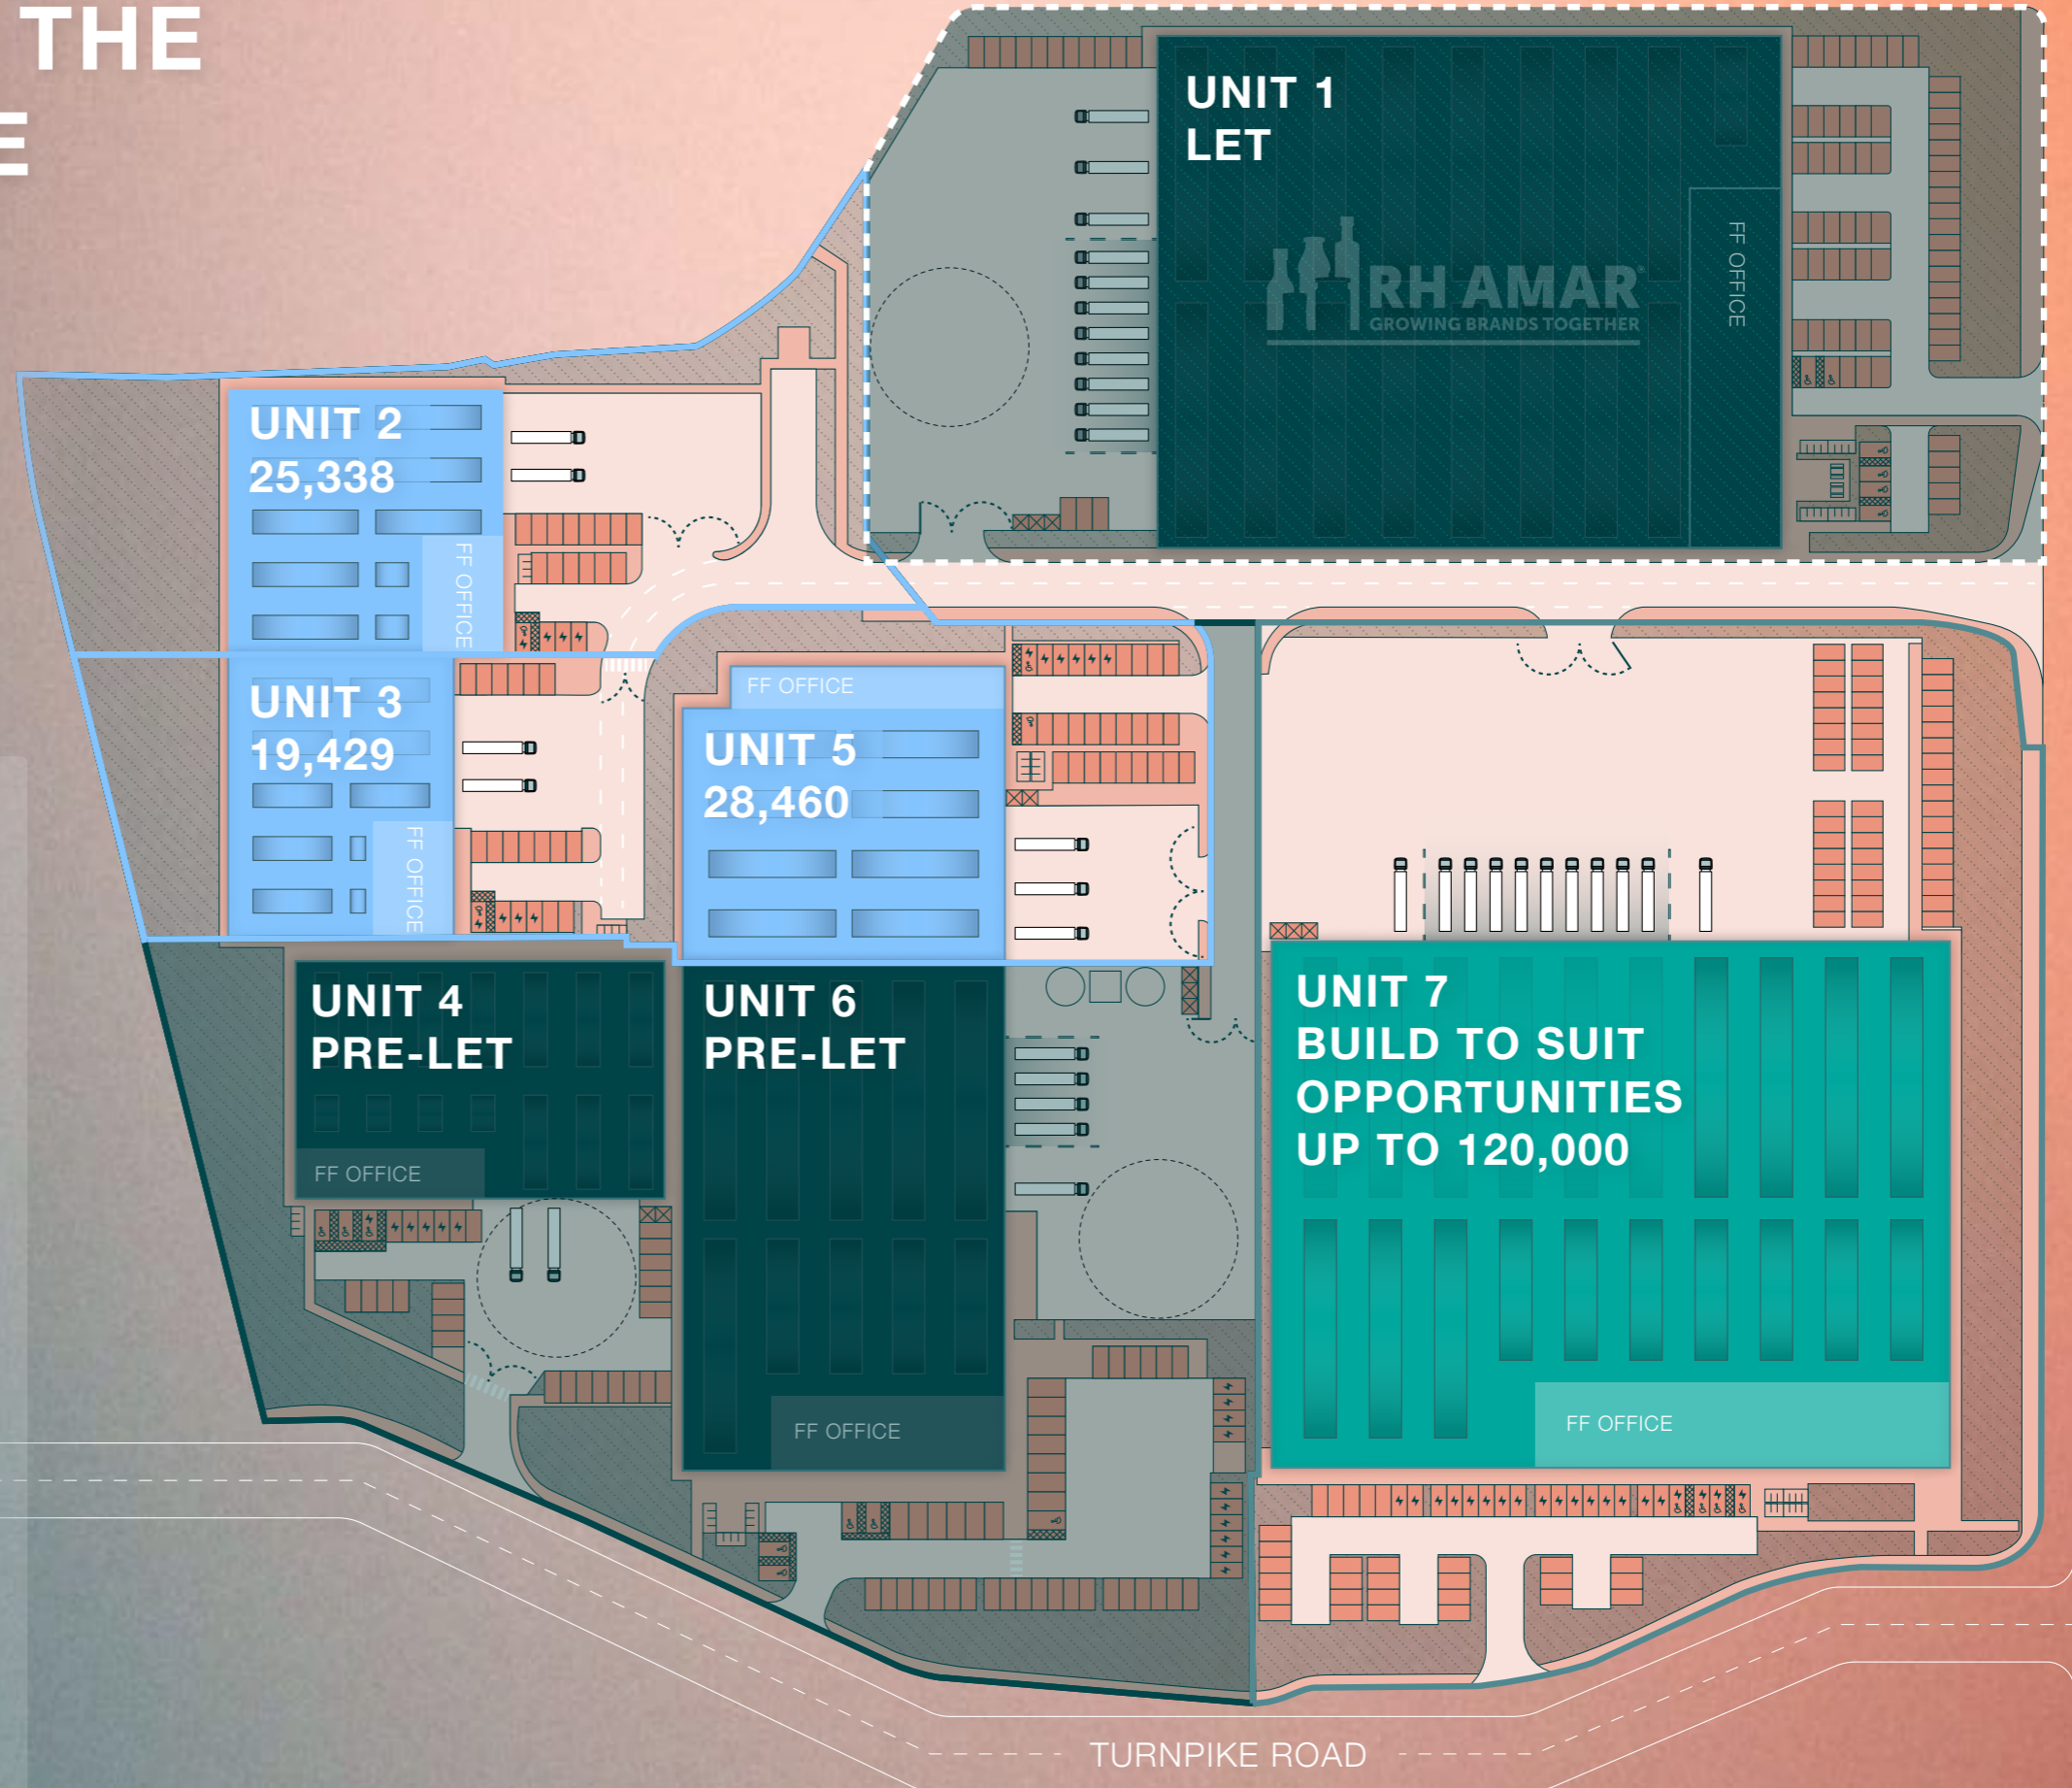 THE
E
UNIT 1
LET
FF OFFICE
RH AMAR®
GROWING BRANDS TOGETHER
UNIT 2
25,338
FF OFFICE
UNIT 3
19,429
FF OFFICE
FF OFFICE
UNIT 5
28,460
UNIT 4
PRE-LET
FF OFFICE
UNIT 6
PRE-LET
FF OFFICE
UNIT 7
BUILD TO SUIT
OPPORTUNITIES
UP TO 120,000
FF OFFICE
TURNPIKE ROAD